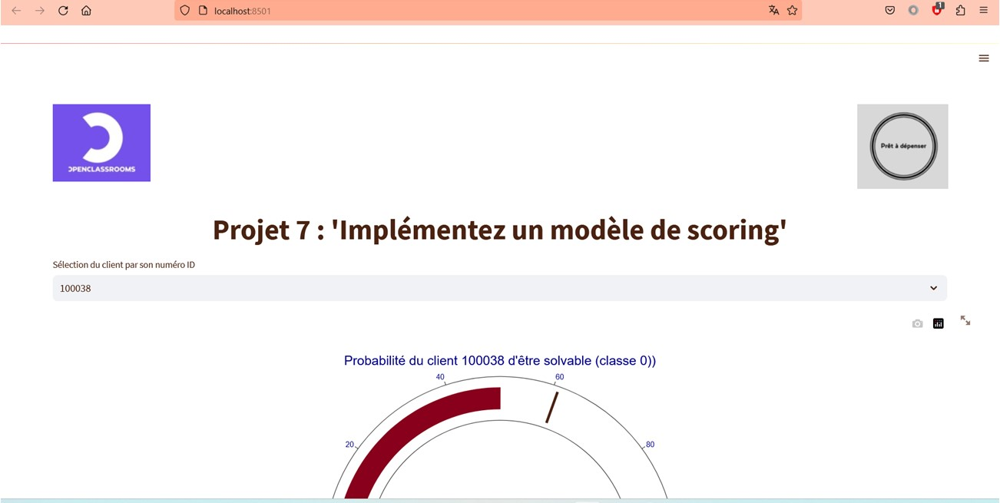 localhost:8501
1
OPENCLASSROOMS
Prêt à dépenser
Projet 7 : 'Implémentez un modèle de scoring'
Sélection du client par son numéro ID
100038
Probabilité du client 100038 d'être solvable (classe 0))
40
60
20
80